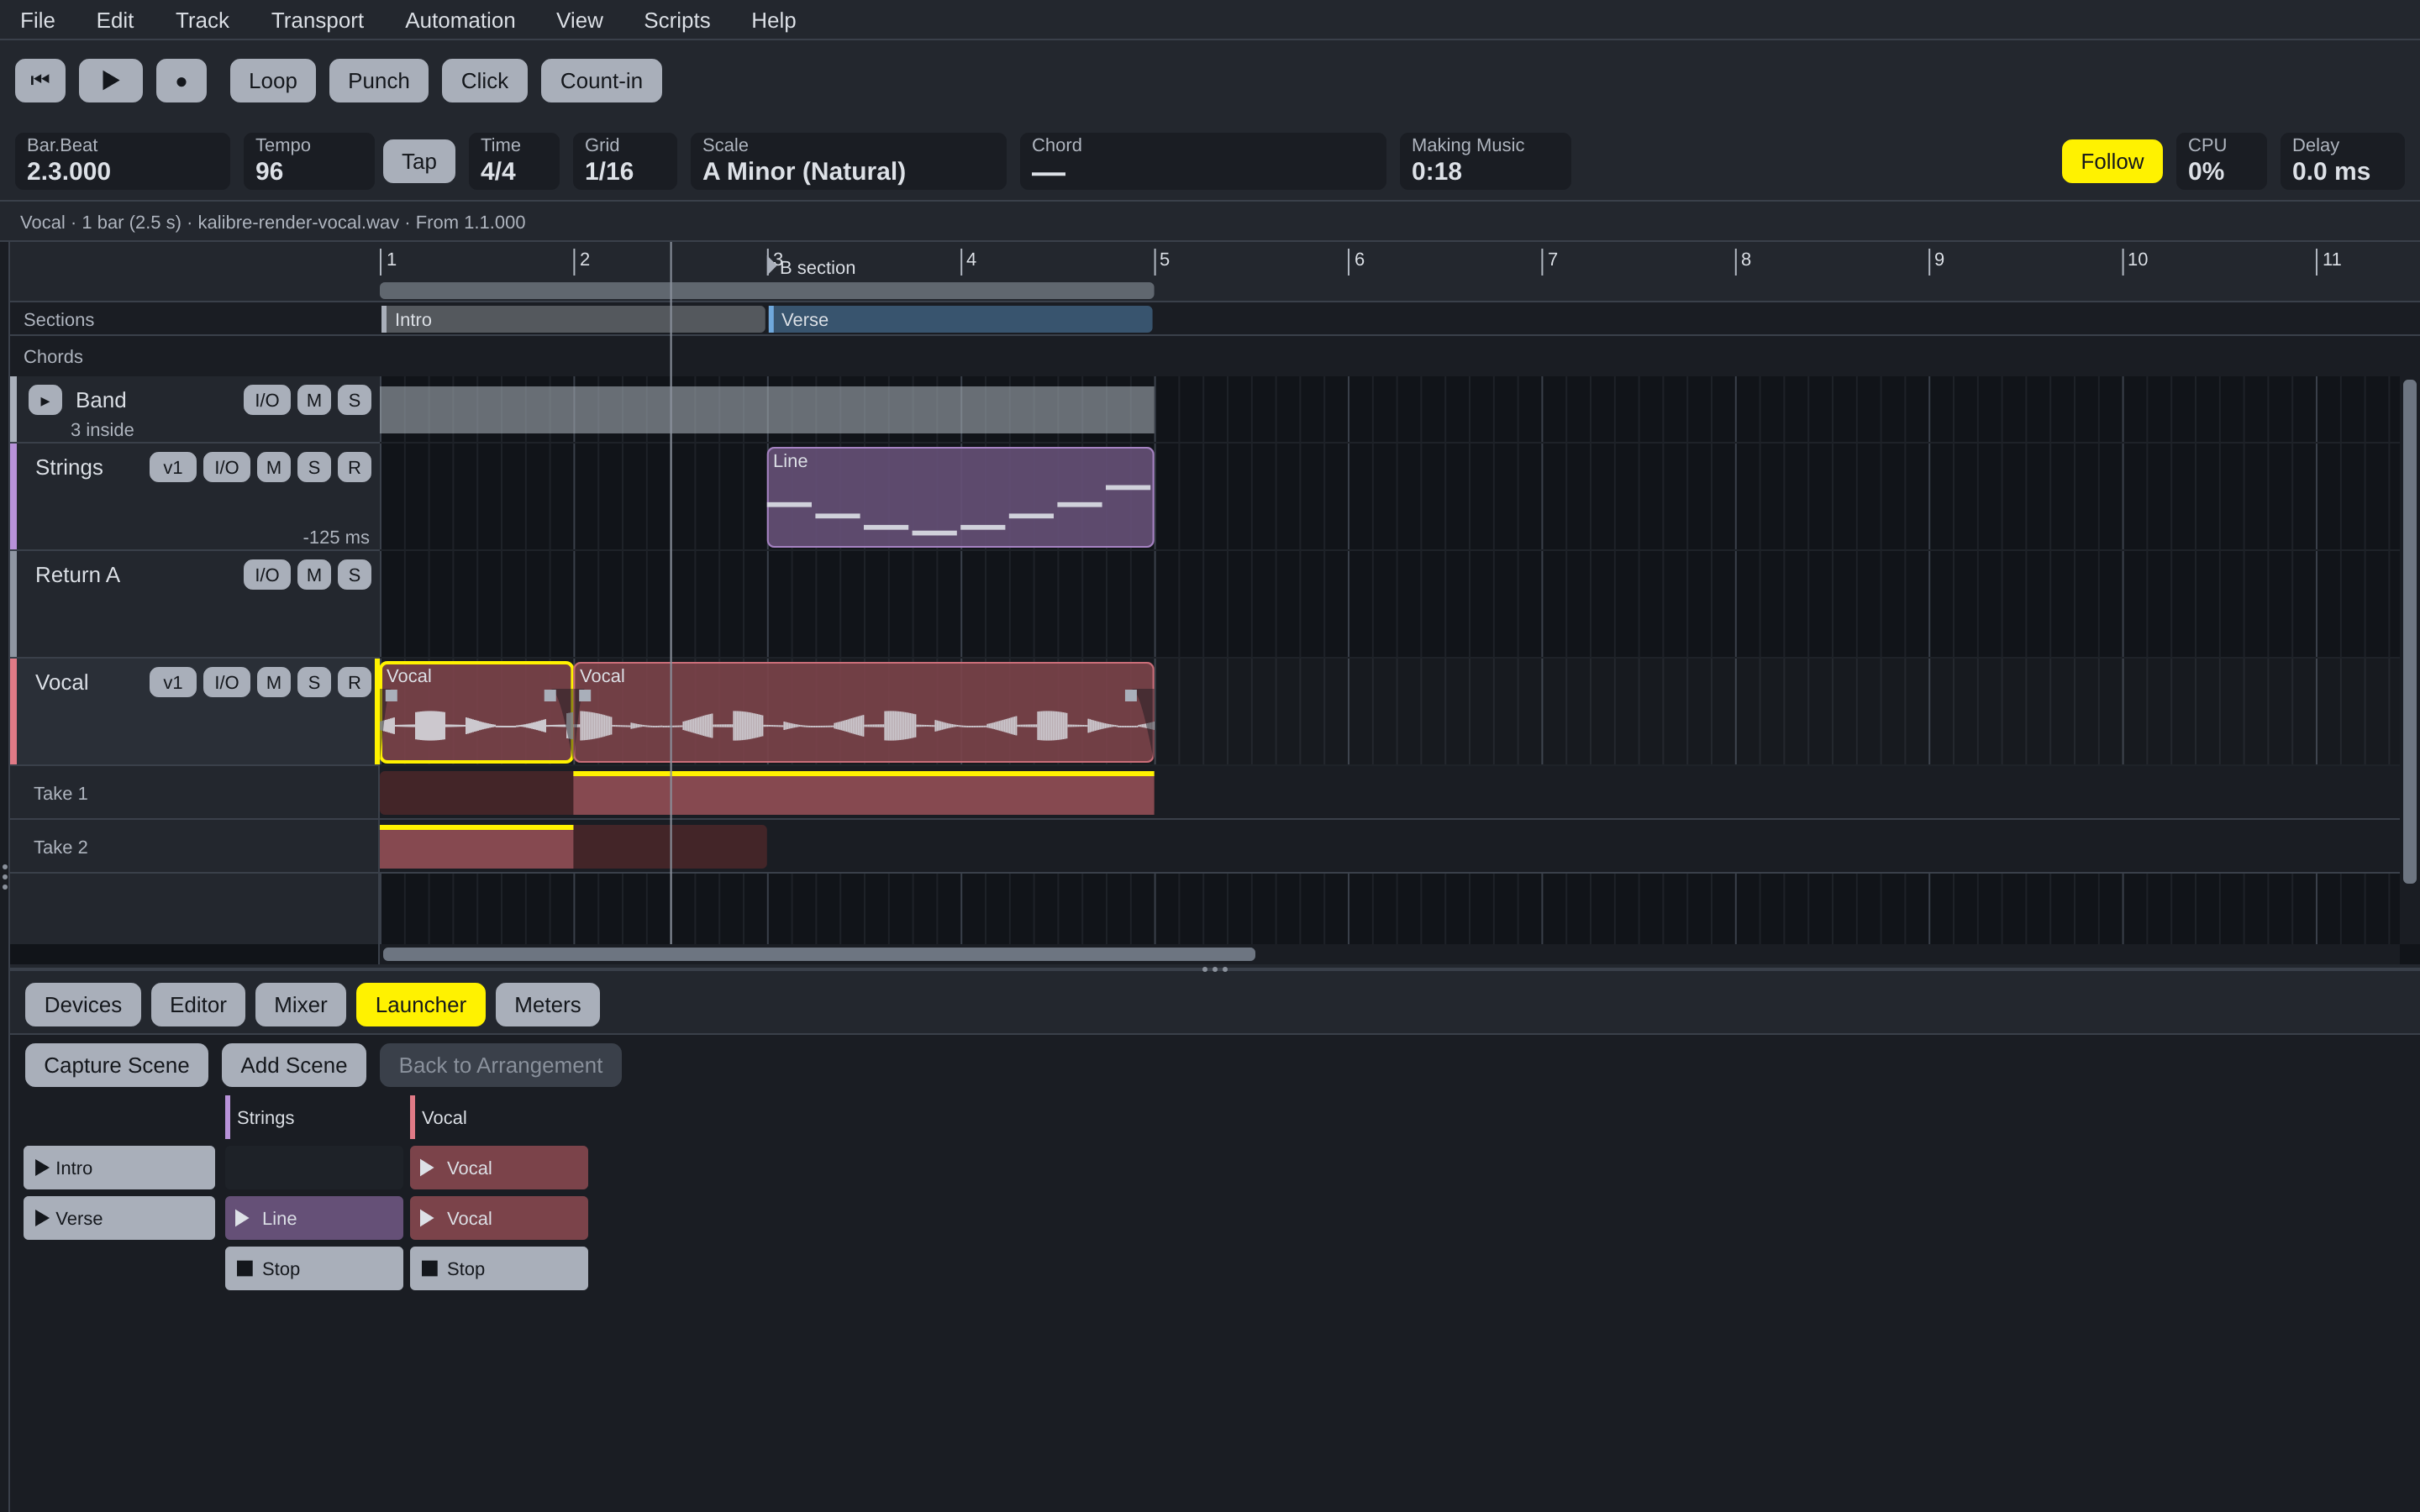 File Edit Track Transport Automation View Scripts Help
Loop Punch Click Count-in
Bar.Beat Tempo Time Grid Scale Chord Making Music CPU Delay
2.3.000 96 Tap 4/4 1/16 A Minor (Natural) — 0:18 Follow 0% 0.0 ms
Vocal · 1 bar (2.5 s) · kalibre-render-vocal.wav · From 1.1.000
1 2 3 4 5 6 7 8 9 10 11
B section
Sections Intro Verse
Chords
Band I/O M S
3 inside
Strings v1 I/O M S R Line
-125 ms
Return A I/O M S
Vocal v1 I/O M S R Vocal Vocal
Take 1
Take 2
Devices Editor Mixer Launcher Meters
Capture Scene Add Scene Back to Arrangement
Strings Vocal
Intro Vocal
Verse Line Vocal
Stop Stop